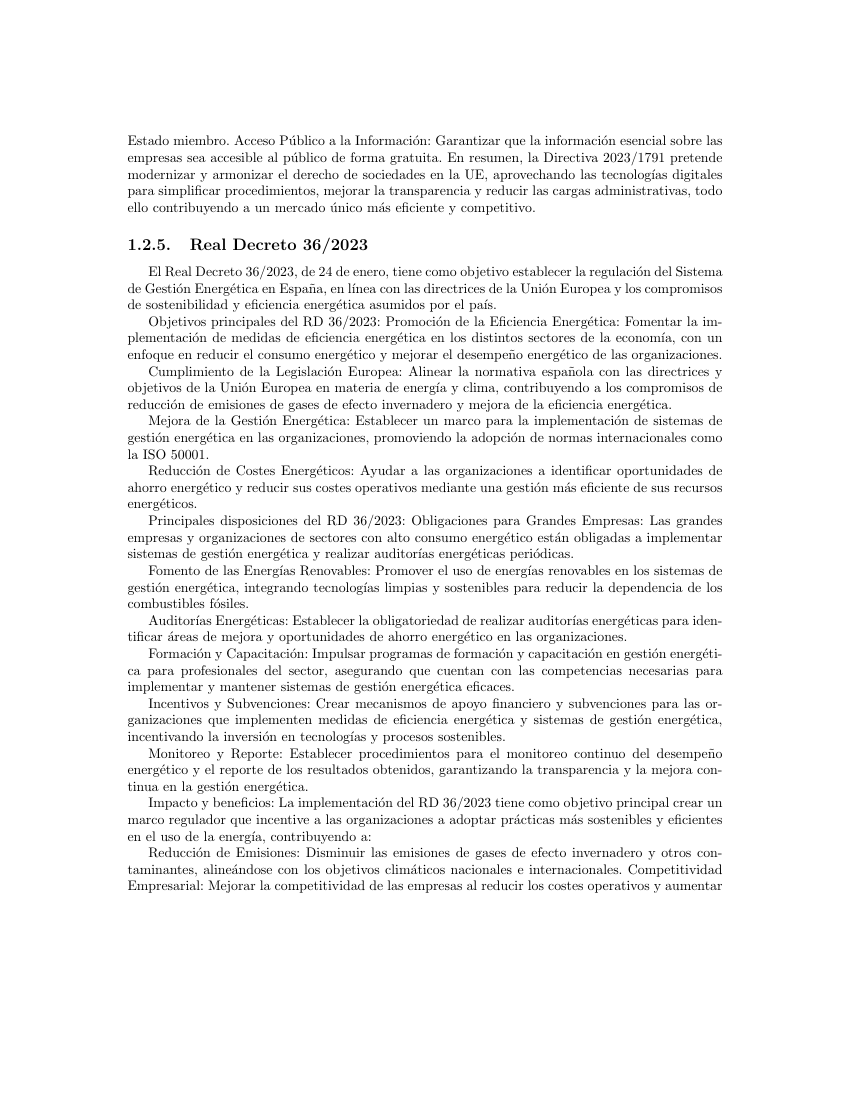 Estado miembro. Acceso Público a la Información: Garantizar que la información esencial sobre las
empresas sea accesible al público de forma gratuita. En resumen, la Directiva 2023/1791 pretende
modernizar y armonizar el derecho de sociedades en la UE, aprovechando las tecnologías digitales
para simplificar procedimientos, mejorar la transparencia y reducir las cargas administrativas, todo
ello contribuyendo a un mercado único más eficiente y competitivo.
1.2.5. Real Decreto 36/2023
El Real Decreto 36/2023, de 24 de enero, tiene como objetivo establecer la regulación del Sistema
de Gestión Energética en España, en línea con las directrices de la Unión Europea y los compromisos
de sostenibilidad y eficiencia energética asumidos por el país.
Objetivos principales del RD 36/2023: Promoción de la Eficiencia Energética: Fomentar la im-
plementación de medidas de eficiencia energética en los distintos sectores de la economía, con un
enfoque en reducir el consumo energético y mejorar el desempeño energético de las organizaciones.
Cumplimiento de la Legislación Europea: Alinear la normativa española con las directrices y
objetivos de la Unión Europea en materia de energía y clima, contribuyendo a los compromisos de
reducción de emisiones de gases de efecto invernadero y mejora de la eficiencia energética.
Mejora de la Gestión Energética: Establecer un marco para la implementación de sistemas de
gestión energética en las organizaciones, promoviendo la adopción de normas internacionales como
la ISO 50001.
Reducción de Costes Energéticos: Ayudar a las organizaciones a identificar oportunidades de
ahorro energético y reducir sus costes operativos mediante una gestión más eficiente de sus recursos
energéticos.
Principales disposiciones del RD 36/2023: Obligaciones para Grandes Empresas: Las grandes
empresas y organizaciones de sectores con alto consumo energético están obligadas a implementar
sistemas de gestión energética y realizar auditorías energéticas periódicas.
Fomento de las Energías Renovables: Promover el uso de energías renovables en los sistemas de
gestión energética, integrando tecnologías limpias y sostenibles para reducir la dependencia de los
combustibles fósiles.
Auditorías Energéticas: Establecer la obligatoriedad de realizar auditorías energéticas para iden-
tificar áreas de mejora y oportunidades de ahorro energético en las organizaciones.
Formación y Capacitación: Impulsar programas de formación y capacitación en gestión energéti-
ca para profesionales del sector, asegurando que cuentan con las competencias necesarias para
implementar y mantener sistemas de gestión energética eficaces.
Incentivos y Subvenciones: Crear mecanismos de apoyo financiero y subvenciones para las or-
ganizaciones que implementen medidas de eficiencia energética y sistemas de gestión energética,
incentivando la inversión en tecnologías y procesos sostenibles.
Monitoreo y Reporte: Establecer procedimientos para el monitoreo continuo del desempeño
energético y el reporte de los resultados obtenidos, garantizando la transparencia y la mejora con-
tinua en la gestión energética.
Impacto y beneficios: La implementación del RD 36/2023 tiene como objetivo principal crear un
marco regulador que incentive a las organizaciones a adoptar prácticas más sostenibles y eficientes
en el uso de la energía, contribuyendo a:
Reducción de Emisiones: Disminuir las emisiones de gases de efecto invernadero y otros con-
taminantes, alineándose con los objetivos climáticos nacionales e internacionales. Competitividad
Empresarial: Mejorar la competitividad de las empresas al reducir los costes operativos y aumentar